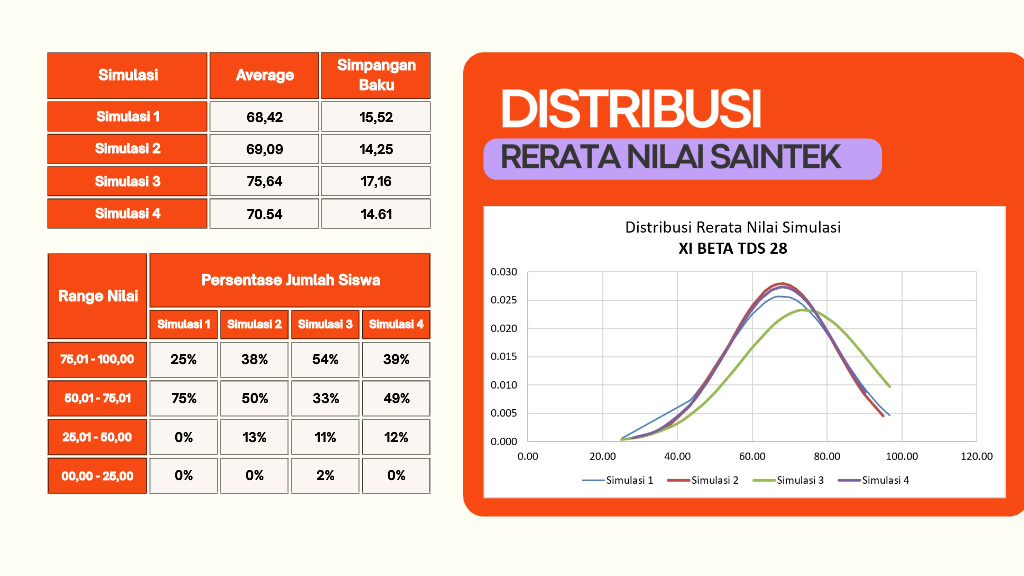 Simulasi Average Simpangan Baku
Simulasi 1 68,42 15,52
Simulasi 2 69,09 14,25
Simulasi 3 75,64 17,16
Simulasi 4 70.54 14.61
Range Nilai Persentase Jumlah Siswa
Simulasi 1 Simulasi 2 Simulasi 3 Simulasi 4
75,01 - 100,00 25% 38% 54% 39%
50,01 - 75,01 75% 50% 33% 49%
25,01 - 50,00 0% 13% 11% 12%
00,00 - 25,00 0% 0% 2% 0%
DISTRIBUSI
RERATA NILAI SAINTEK
Distribusi Rerata Nilai Simulasi
XI BETA TDS 28
0.030
0.025
0.020
0.015
0.010
0.005
0.000
0.00 20.00 40.00 60.00 80.00 100.00 120.00
Simulasi 1 Simulasi 2 Simulasi 3 Simulasi 4